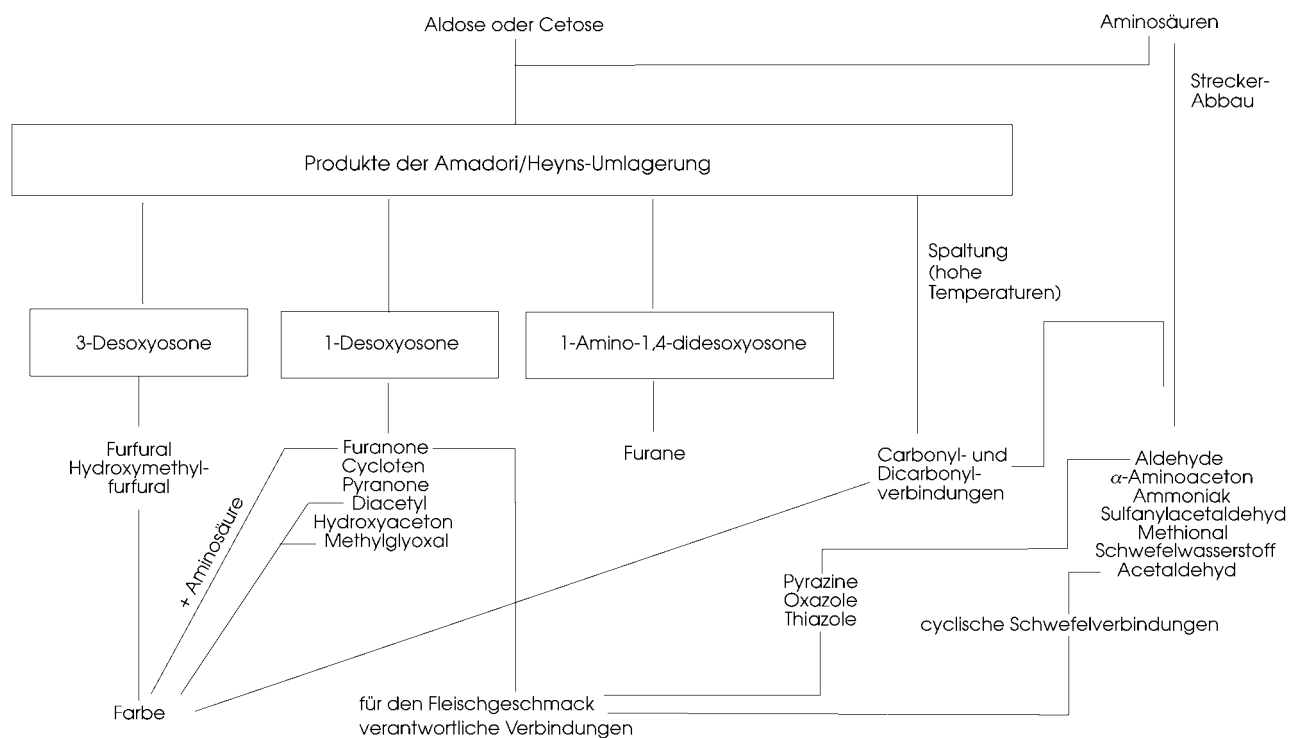 Aldose oder Cetose
Aminosäuren
Strecker-
Abbau
Produkte der Amadori/Heyns-Umlagerung
Spaltung
(hohe
Temperaturen)
3-Desoxyosone
1-Desoxyosone
1-Amino-1,4-didesoxyosone
Furfural
Hydroxymethyl-
furfural
Furanone
Cycloten
Pyranone
Diacetyl
Hydroxyaceton
Methylglyoxal
Furane
Carbonyl- und
Dicarbonyl-
verbindungen
Aldehyde
α-Aminoaceton
Ammoniak
Sulfanylacetaldehyd
Methional
Schwefelwasserstoff
Acetaldehyd
+ Aminosäure
Pyrazine
Oxazole
Thiazole
cyclische Schwefelverbindungen
Farbe
für den Fleischgeschmack
verantwortliche Verbindungen